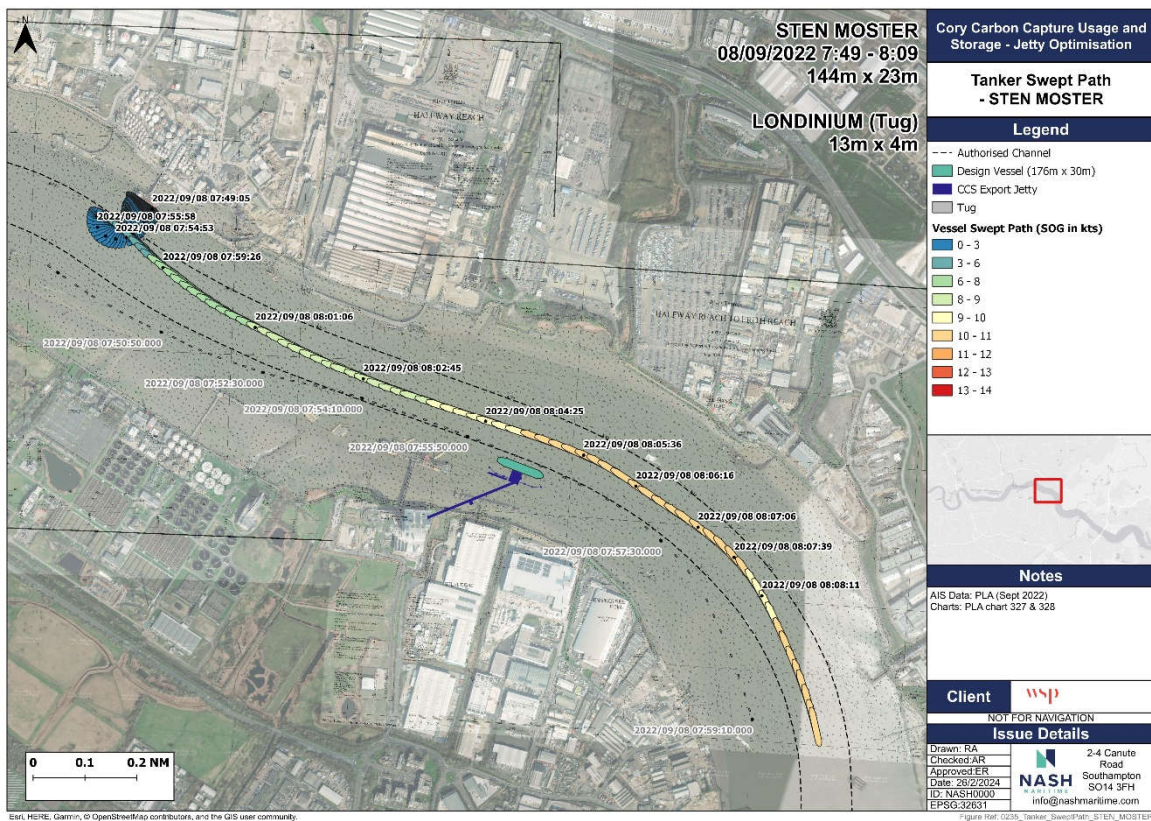 N
STEN MOSTER
08/09/2022 7:49 - 8:09
144m x 23m
LONDINIUM (Tug)
13m x 4m
HALFWAY REACH
HALFWAY REACH TO ERITH REACH
2022/09/08 07:49:05
2022/09/08 07:55:58
2022/09/08 07:54:53
2022/09/08 07:59:26
2022/09/08 08:01:06
2022/09/08 07:50:50.000
2022/09/08 08:02:45
2022/09/08 07:52:30.000
2022/09/08 07:54:10.000
2022/09/08 08:04:25
2022/09/08 07:55:50.000
2022/09/08 08:05:36
2022/09/08 08:06:16
2022/09/08 08:07:06
2022/09/08 07:57:30.000
2022/09/08 08:07:39
2022/09/08 08:08:11
2022/09/08 07:59:10.000
0 0.1 0.2 NM
Cory Carbon Capture Usage and
Storage - Jetty Optimisation
Tanker Swept Path
- STEN MOSTER
Legend
Authorised Channel
Design Vessel (176m x 30m)
CCS Export Jetty
Tug
Vessel Swept Path (SOG in kts)
0 - 3
3 - 6
6 - 8
8 - 9
9 - 10
10 - 11
11 - 12
12 - 13
13 - 14
Notes
AIS Data: PLA (Sept 2022)
Charts: PLA chart 327 & 328
Client
wsp
NOT FOR NAVIGATION
Issue Details
Drawn: RA
Checked:AR
Approved:ER
Date: 26/2/2024
ID: NASH0000
EPSG:32631
NASH
MARITIME
2-4 Canute
Road
Southampton
SO14 3FH
info@nashmaritime.com
Esri, HERE, Garmin, © OpenStreetMap contributors, and the GIS user community.
Figure Ref: 0235_Tanker_SweptPath_STEN_MOSTER